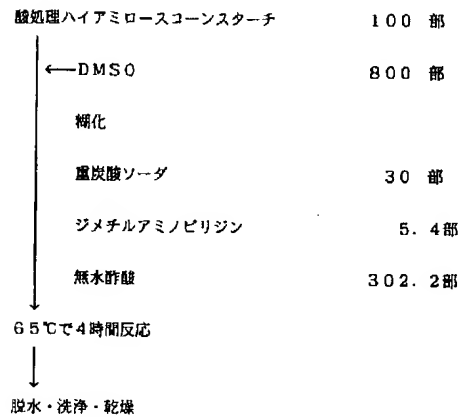 酸処理ハイアミロースコーンスターチ 100 部
←DMSO 800 部
糊化
重炭酸ソーダ 30 部
ジメチルアミノピリジン 5.4部
無水酢酸 302.2部
65℃で4時間反応
脱水・洗浄・乾燥